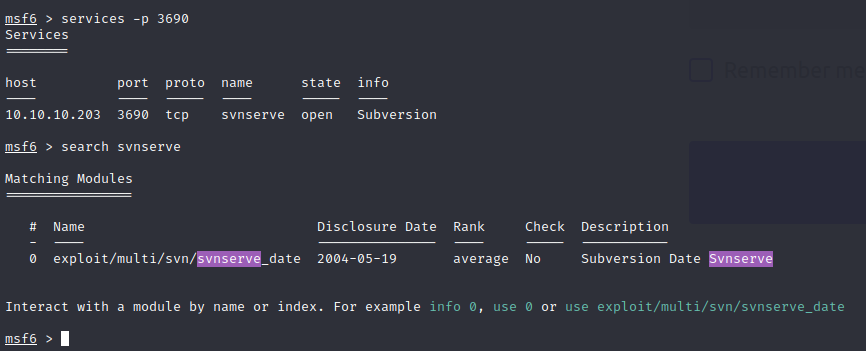 msf6 > services -p 3690
Services
========
host port proto name state info
---- ---- ----- ---- ----- ----
10.10.10.203 3690 tcp svnserve open Subversion
msf6 > search svnserve
Matching Modules
================
# Name Disclosure Date Rank Check Description
- ---- --------------- ---- ----- -----------
0 exploit/multi/svn/svnserve_date 2004-05-19 average No Subversion Date Svnserve
Interact with a module by name or index. For example info 0, use 0 or use exploit/multi/svn/svnserve_date
msf6 >
Remember me